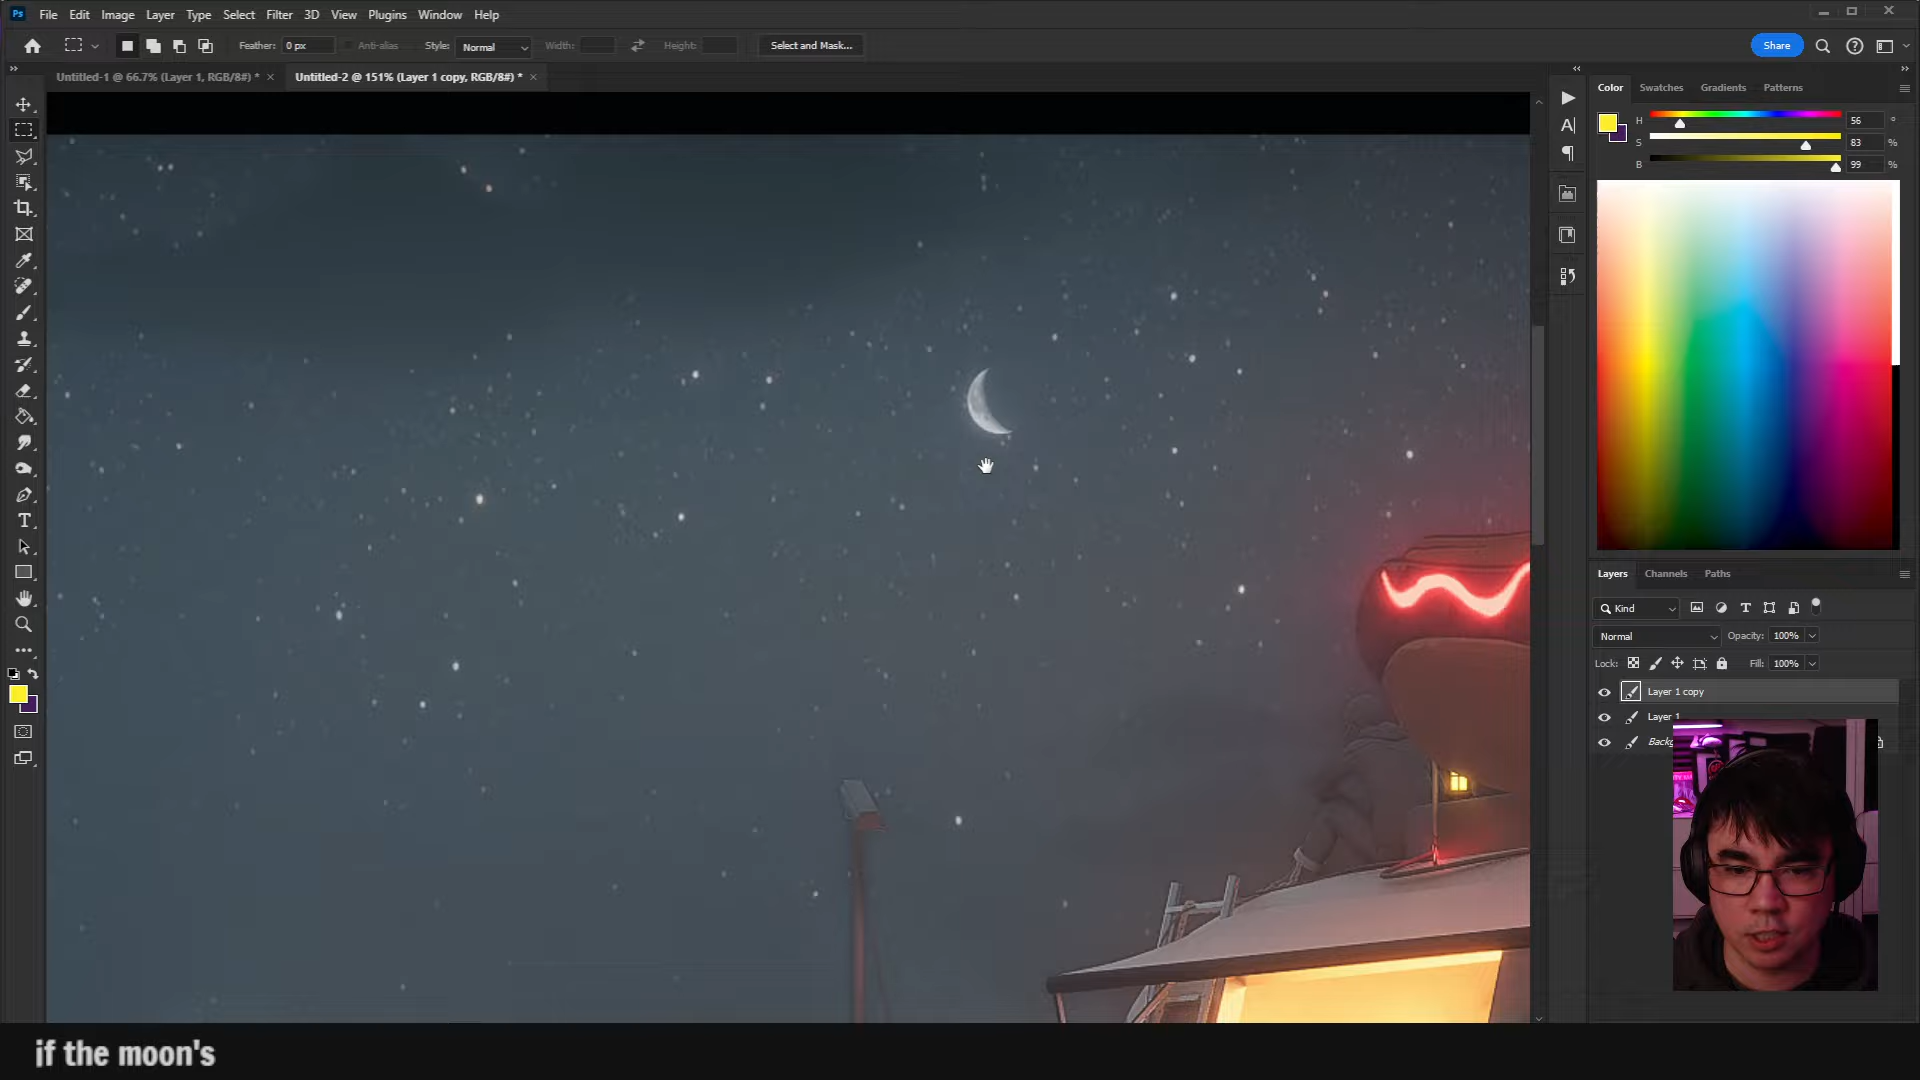 Ps File Edit Image Layer Type Select Filter 3D View Plugins Window Help
Feather: 0 px Anti-alias Style: Normal Width: Height: Select and Mask... Share
Untitled-1 @ 66.7% (Layer 1, RGB/8#) * × Untitled-2 @ 151% (Layer 1 copy, RGB/8#) * ×
Color Swatches Gradients Patterns
H 56 °
S 83 %
B 99 %
Layers Channels Paths
Kind
Normal Opacity: 100%
Lock: Fill: 100%
Layer 1 copy
Layer 1
Backg
if the moon's